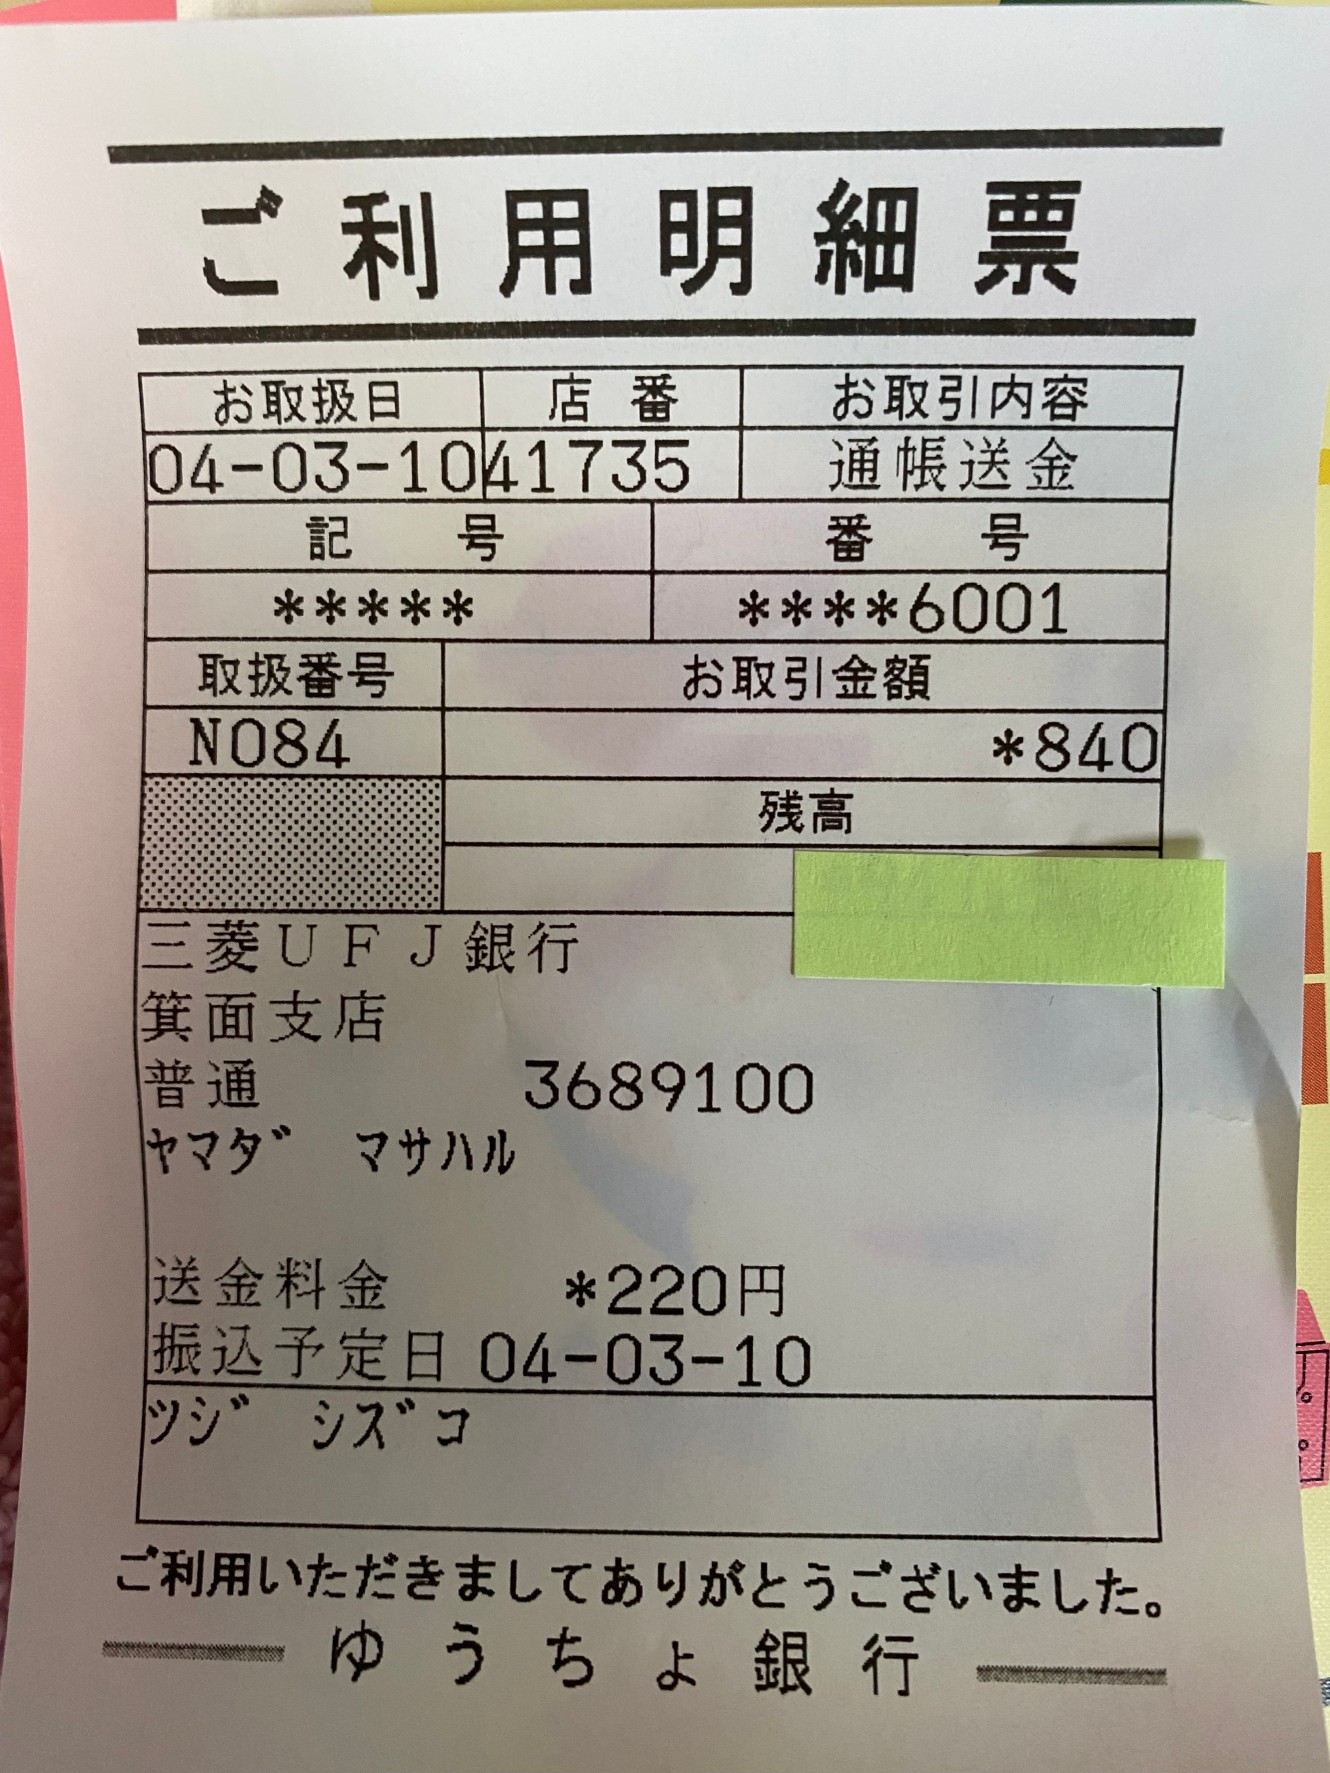 ご利用明細票
お取扱日 店番 お取引内容
04-03-10 41735 通帳送金
記号 番号
***** ****6001
取扱番号 お取引金額
N084 *840
残高
三菱UFJ銀行
箕面支店
普通 3689100
ヤマダ マサハル
送金料金 *220円
振込予定日 04-03-10
ツジ シズコ
ご利用いただきましてありがとうございました。
ゆうちょ銀行